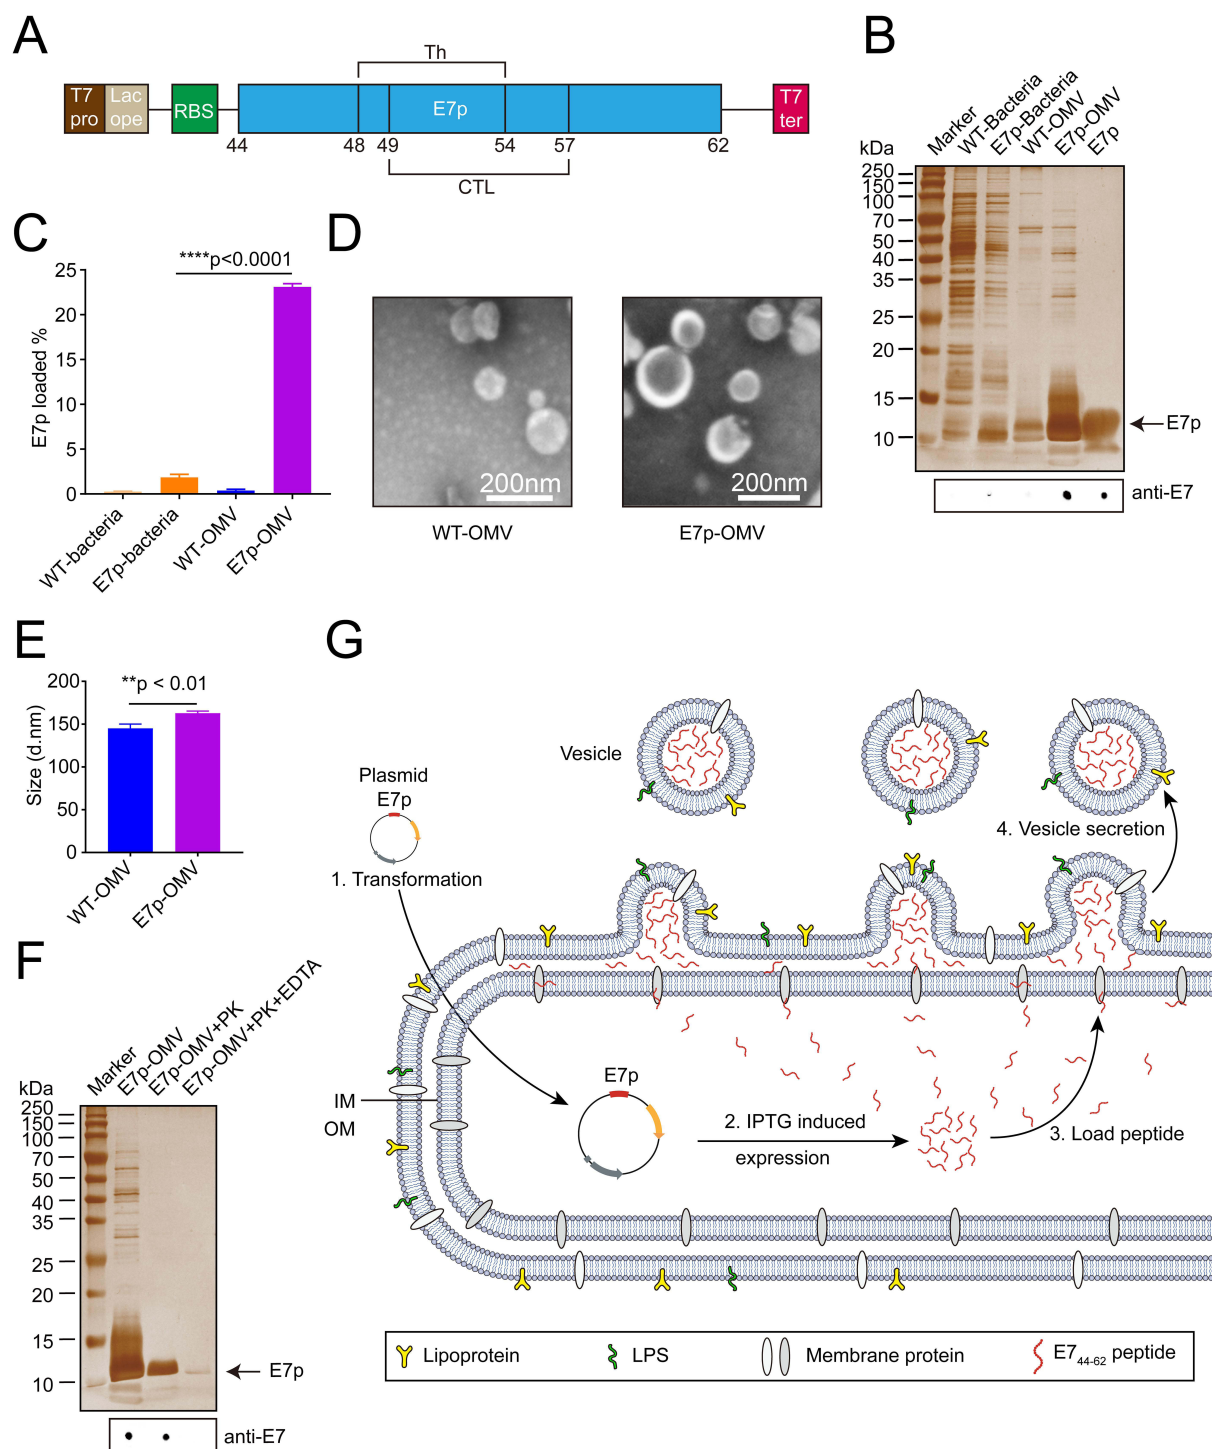 A
Th
T7
pro
Lac
ope
RBS
E7p
T7
ter
44
48
49
54
57
62
CTL
B
kDa
Marker
WT-Bacteria
E7p-Bacteria
WT-OMV
E7p-OMV
E7p
250
150
100
70
50
40
35
25
20
15
10
E7p
anti-E7
C
****p<0.0001
E7p loaded %
25
20
15
10
5
0
WT-bacteria
E7p-bacteria
WT-OMV
E7p-OMV
D
200nm
200nm
WT-OMV
E7p-OMV
E
**p < 0.01
Size (d.nm)
200
150
100
50
0
WT-OMV
E7p-OMV
F
kDa
Marker
E7p-OMV
E7p-OMV+PK
E7p-OMV+PK+EDTA
250
150
100
70
50
40
35
25
20
15
10
E7p
anti-E7
G
Vesicle
Plasmid
E7p
1. Transformation
4. Vesicle secretion
IM
OM
E7p
2. IPTG induced
expression
3. Load peptide
Lipoprotein
LPS
Membrane protein
E744-62 peptide